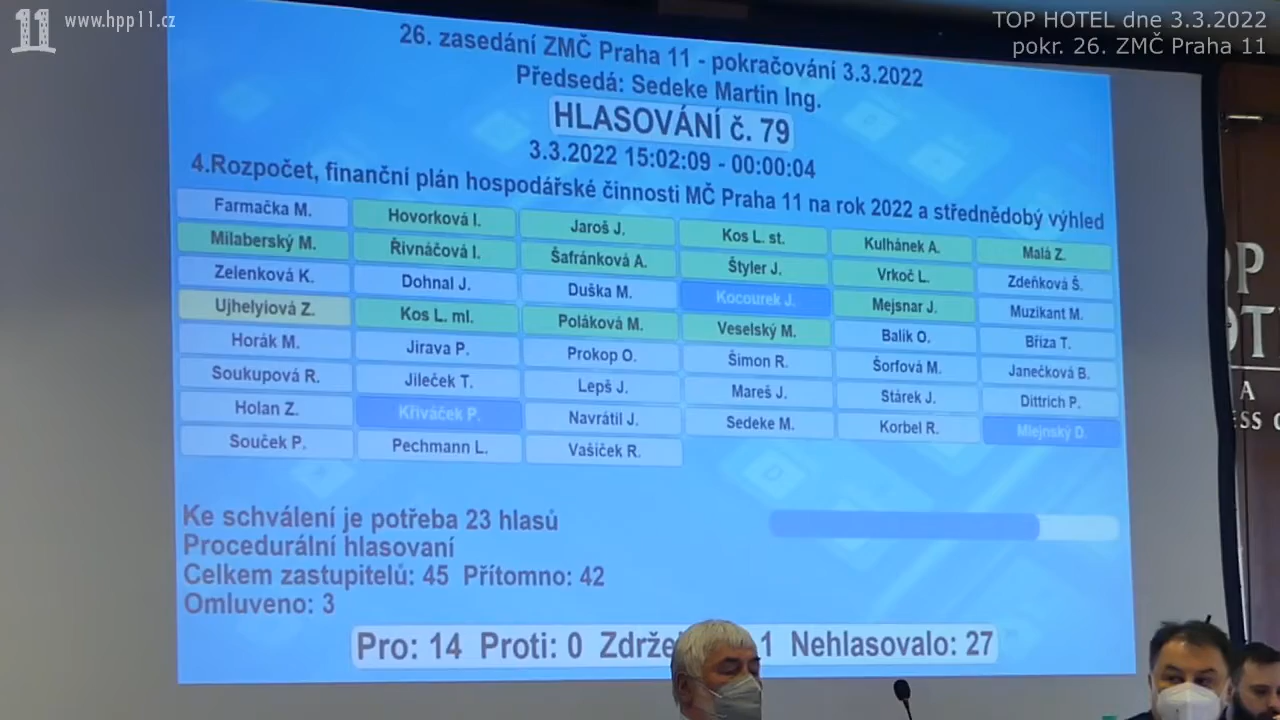 11 www.hpp11.cz
TOP HOTEL dne 3.3.2022
pokr. 26. ZMČ Praha 11
26. zasedání ZMČ Praha 11 - pokračování 3.3.2022
Předsedá: Sedeke Martin Ing.
HLASOVÁNÍ č. 79
3.3.2022 15:02:09 - 00:00:04
4.Rozpočet, finanční plán hospodářské činnosti MČ Praha 11 na rok 2022 a střednědobý výhled
Farmačka M. Hovorková I. Jaroš J. Kos L. st. Kulhánek A. Malá Z.
Milaberský M. Řivnáčová I. Šafránková A. Štyler J. Vrkoč L. Zdeňková Š.
Zelenková K. Dohnal J. Duška M. Kocourek J. Mejsnar J. Muzikant M.
Ujhelyiová Z. Kos L. ml. Poláková M. Veselský M. Balík O. Bříza T.
Horák M. Jirava P. Prokop O. Šimon R. Šorfová M. Janečková B.
Soukupová R. Jileček T. Lepš J. Mareš J. Stárek J. Dittrich P.
Holan Z. Křiváček P. Navrátil J. Sedeke M. Korbel R. Mlejnský D.
Souček P. Pechmann L. Vašíček R.
Ke schválení je potřeba 23 hlasů
Procedurální hlasovaní
Celkem zastupitelů: 45 Přítomno: 42
Omluveno: 3
Pro: 14 Proti: 0 1 Nehlasovalo: 27